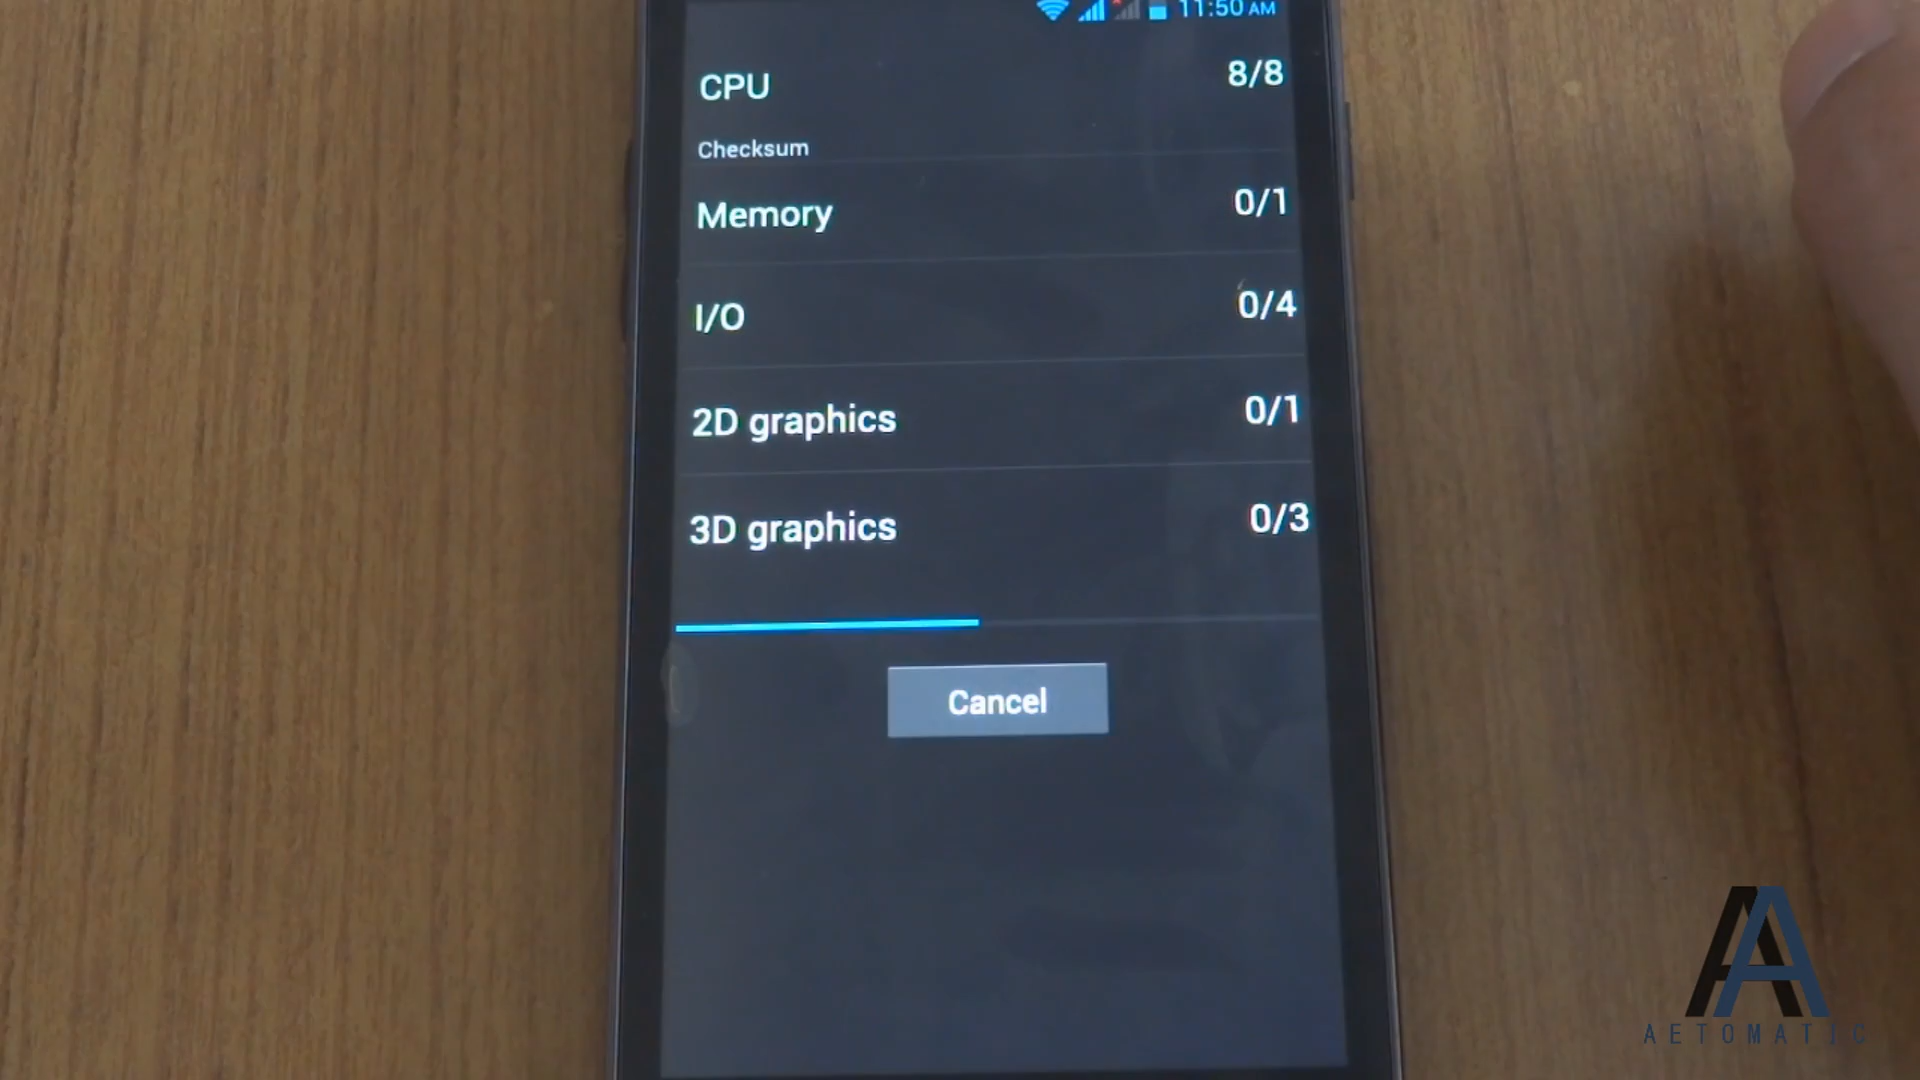 11:50 AM
CPU 8/8
Checksum
Memory 0/1
I/O 0/4
2D graphics 0/1
3D graphics 0/3
Cancel
AETOMATIC